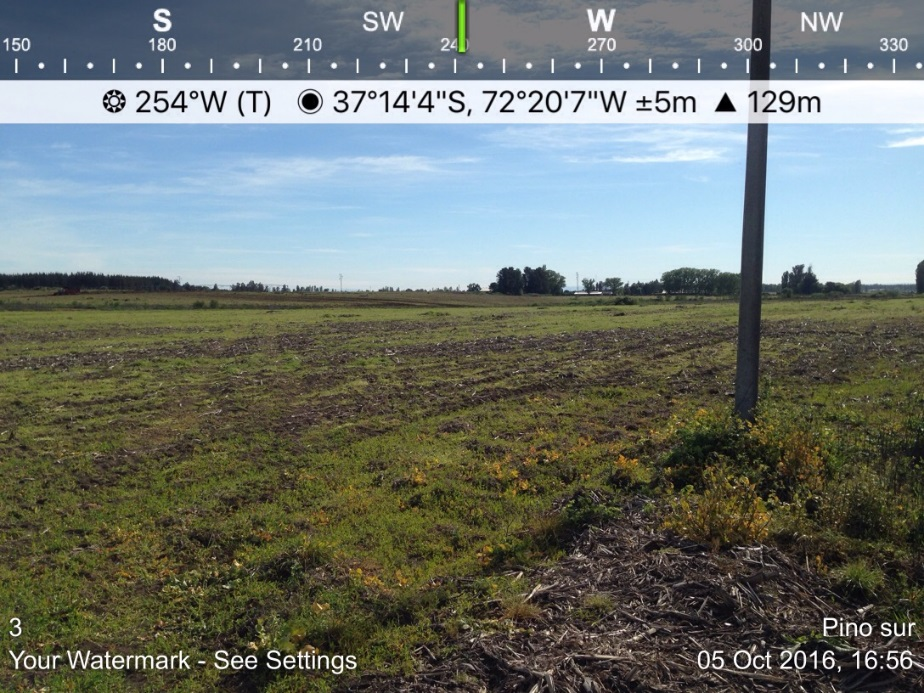 S SW W NW
150 180 210 240 270 300 330
254°W (T) 37°14'4"S, 72°20'7"W ±5m ▲ 129m
3
Pino sur
Your Watermark - See Settings
05 Oct 2016, 16:56